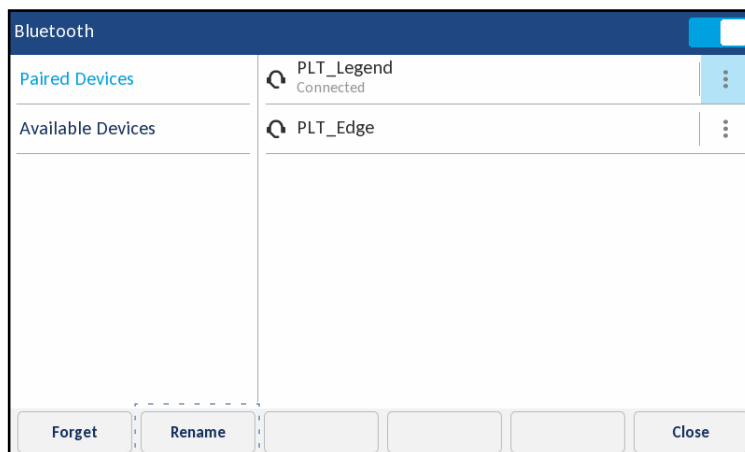 Bluetooth
Paired Devices
Available Devices
PLT_Legend
Connected
PLT_Edge
Forget Rename Close